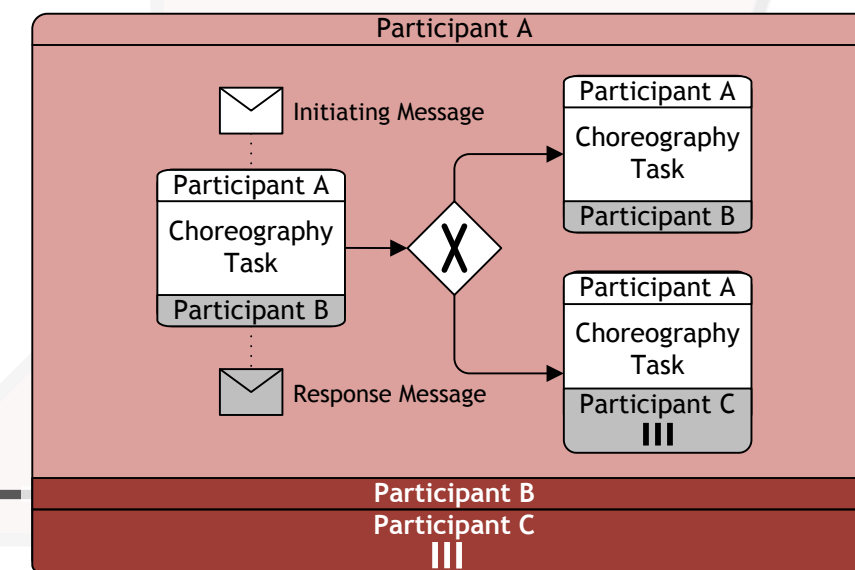 Participant A
Initiating Message
Participant A
Choreography
Task
Participant B
Response Message
Participant A
Choreography
Task
Participant B
Participant A
Choreography
Task
Participant C
Participant B
Participant C